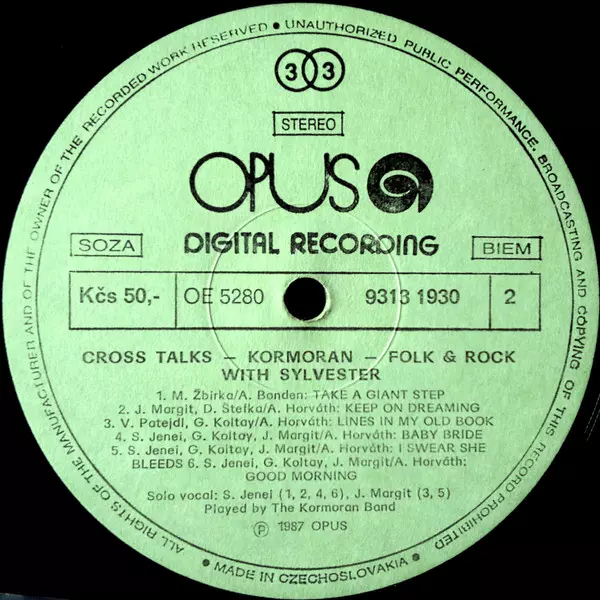 ALL RIGHTS OF THE MANUFACTURER AND OF THE OWNER OF THE RECORDED WORK RESERVED • UNAUTHORIZED PUBLIC PERFORMANCE, BROADCASTING AND COPYING OF THIS RECORD PROHIBITED
33
STEREO
OPUS
SOZA
DIGITAL RECORDING
BIEM
Kčs 50,- OE 5280 9313 1930 2
CROSS TALKS – KORMORAN – FOLK & ROCK
WITH SYLVESTER
1. M. Žbirka/A. Bonden: TAKE A GIANT STEP
2. J. Margit, D. Štefka/A. Horváth: KEEP ON DREAMING
3. V. Patejdl, G. Koltay/A. Horváth: LINES IN MY OLD BOOK
4. S. Jenei, G. Koltay, J. Margit/A. Horváth: BABY BRIDE
5. S. Jenei, G. Koltay, J. Margit/A. Horváth: I SWEAR SHE
BLEEDS 6. S. Jenei, G. Koltay, J. Margit/A. Horváth:
GOOD MORNING
Solo vocal: S. Jenei (1, 2, 4, 6), J. Margit (3, 5)
Played by The Kormoran Band
Ⓟ 1987 OPUS
• MADE IN CZECHOSLOVAKIA •